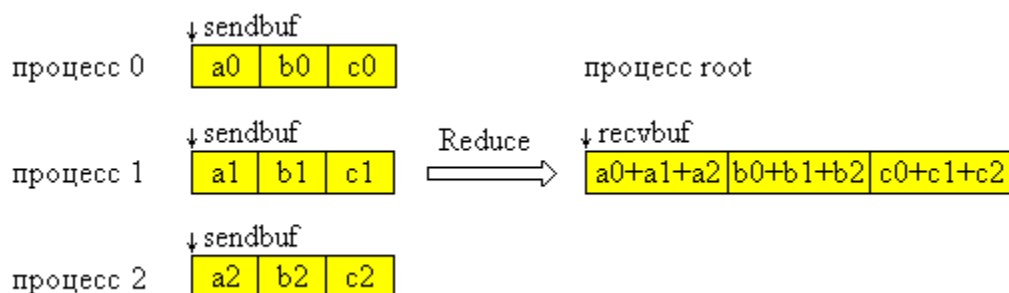 sendbuf
процесс 0 a0 b0 c0 процесс root
sendbuf Reduce recvbuf
процесс 1 a1 b1 c1 a0+a1+a2 b0+b1+b2 c0+c1+c2
sendbuf
процесс 2 a2 b2 c2